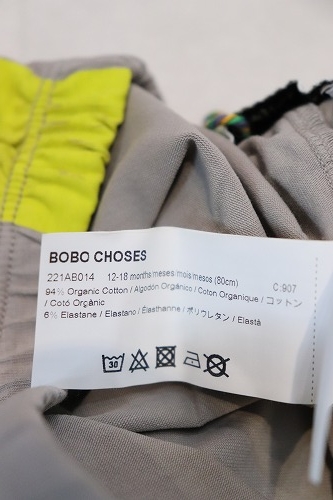 BOBO CHOSES
221AB014 12-18 months/meses/mois/mesos (80cm) C.907
94% Organic Cotton / Algodón Orgánico / Coton Organique / コットン
/ Cotó Orgànic
6% Elastane / Elastano / Élasthanne / ポリウレタン / Elastà
30